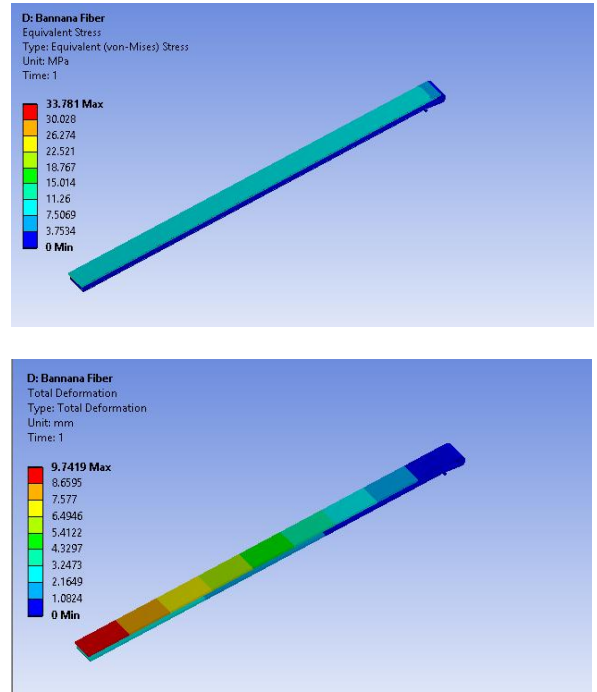 D: Bannana Fiber
Equivalent Stress
Type: Equivalent (von-Mises) Stress
Unit: MPa
Time: 1
33.781 Max
30.028
26.274
22.521
18.767
15.014
11.26
7.5069
3.7534
0 Min
D: Bannana Fiber
Total Deformation
Type: Total Deformation
Unit: mm
Time: 1
9.7419 Max
8.6595
7.577
6.4946
5.4122
4.3297
3.2473
2.1649
1.0824
0 Min